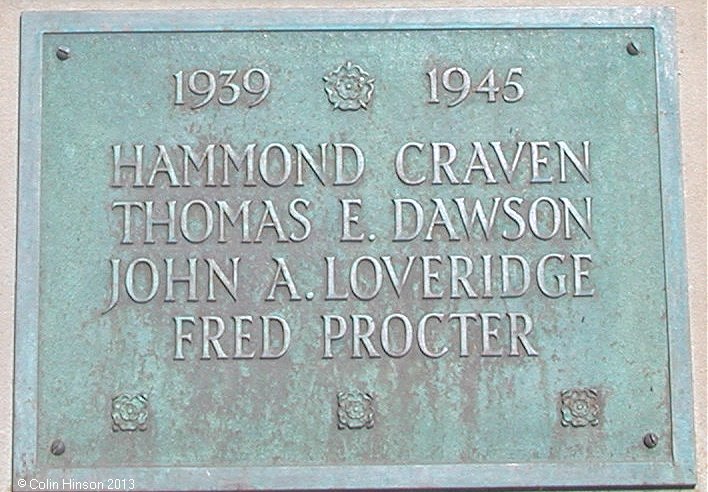 1939 1945
HAMMOND CRAVEN
THOMAS E. DAWSON
JOHN A. LOVERIDGE
FRED PROCTER
© Colin Hinson 2013